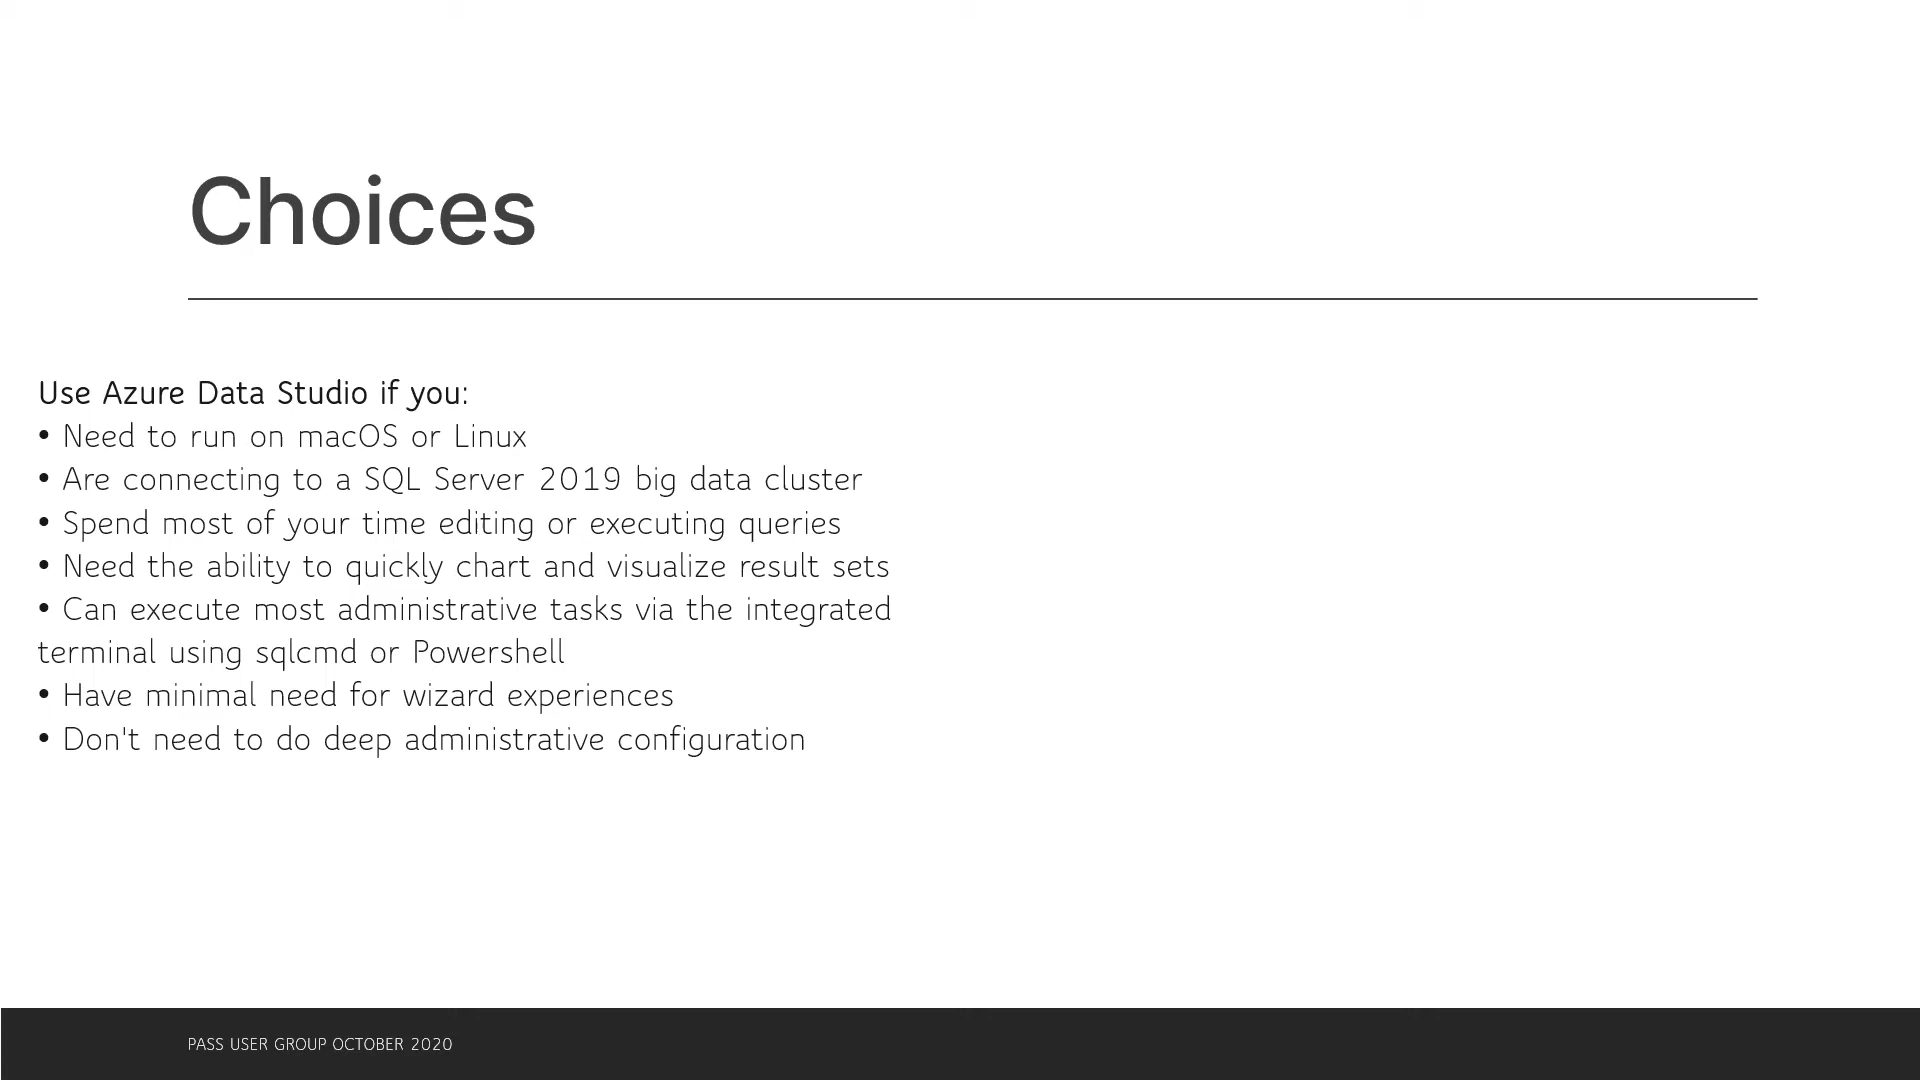 Choices
Use Azure Data Studio if you:
• Need to run on macOS or Linux
• Are connecting to a SQL Server 2019 big data cluster
• Spend most of your time editing or executing queries
• Need the ability to quickly chart and visualize result sets
• Can execute most administrative tasks via the integrated
terminal using sqlcmd or Powershell
• Have minimal need for wizard experiences
• Don't need to do deep administrative configuration
PASS USER GROUP OCTOBER 2020